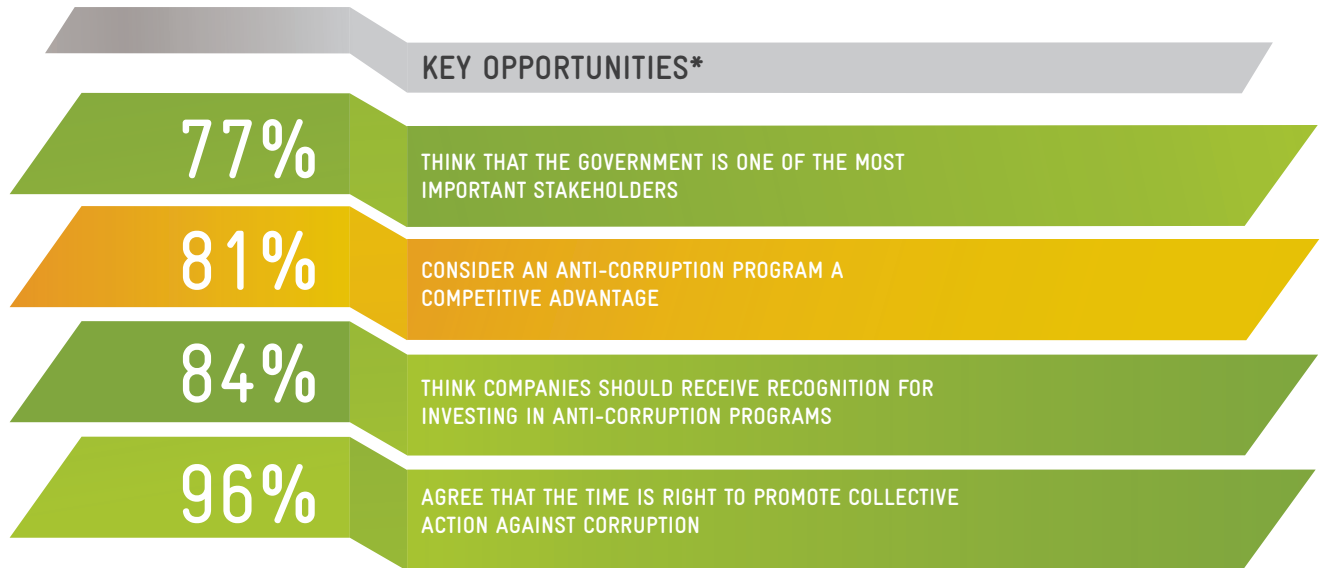 KEY OPPORTUNITIES*
77%
THINK THAT THE GOVERNMENT IS ONE OF THE MOST
IMPORTANT STAKEHOLDERS
81%
CONSIDER AN ANTI-CORRUPTION PROGRAM A
COMPETITIVE ADVANTAGE
84%
THINK COMPANIES SHOULD RECEIVE RECOGNITION FOR
INVESTING IN ANTI-CORRUPTION PROGRAMS
96%
AGREE THAT THE TIME IS RIGHT TO PROMOTE COLLECTIVE
ACTION AGAINST CORRUPTION